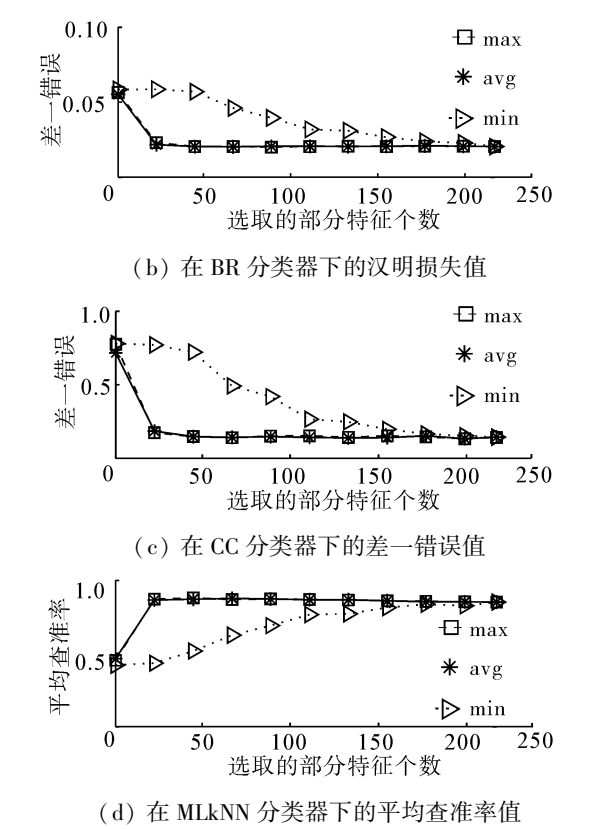 0.10
0.05
差一错误
max
avg
min
0 50 100 150 200 250
选取的部分特征个数
(b) 在 BR 分类器下的汉明损失值
1.0
0.5
差一错误
max
avg
min
0 50 100 150 200 250
选取的部分特征个数
(c) 在 CC 分类器下的差一错误值
1.0
0.5
平均查准率
max
avg
min
0 50 100 150 200 250
选取的部分特征个数
(d) 在 MLkNN 分类器下的平均查准率值